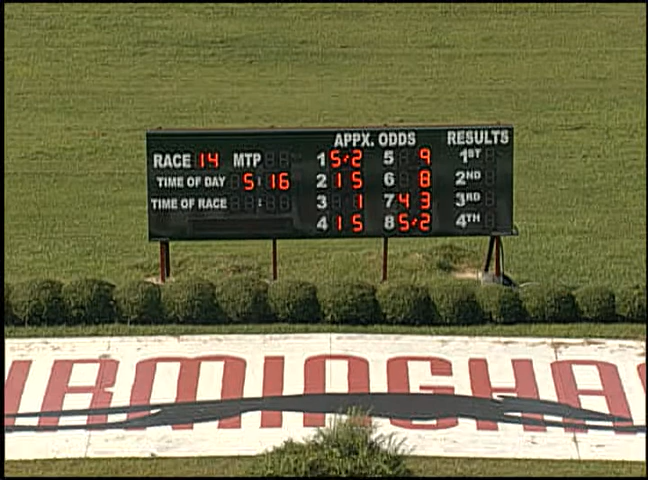 APPX. ODDS RESULTS
RACE 14 MTP 1 5-2 5 9 1ST
TIME OF DAY 5:16 2 15 6 8 2ND
TIME OF RACE : 3 1 7 43 3RD
4 15 8 5-2 4TH
BIRMINGHA